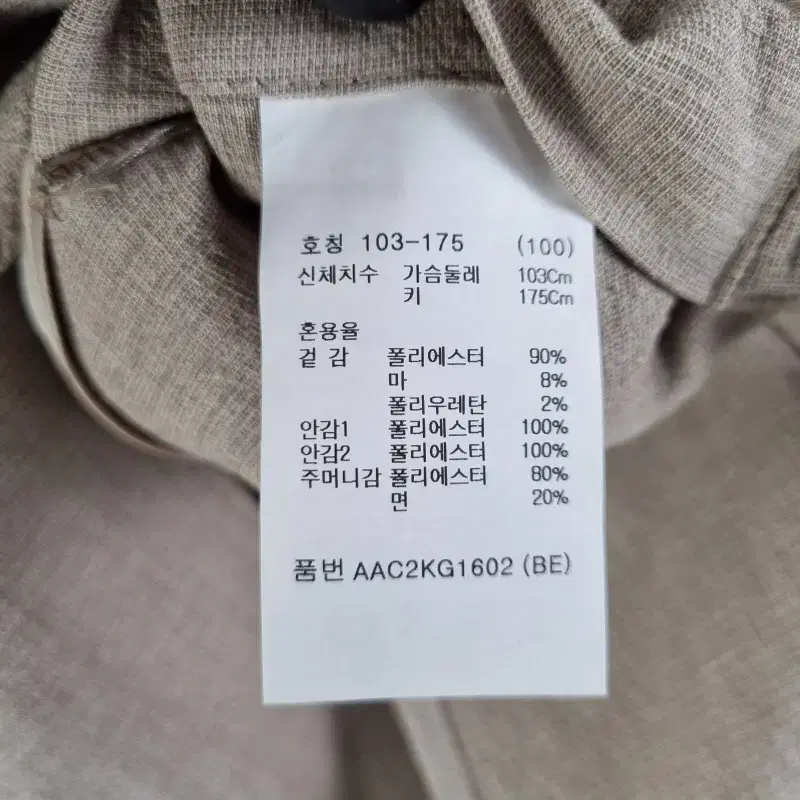 호칭 103-175 (100)
신체치수 가슴둘레 103Cm
키 175Cm
혼용율
겉 감 폴리에스터 90%
마 8%
폴리우레탄 2%
안감1 폴리에스터 100%
안감2 폴리에스터 100%
주머니감 폴리에스터 80%
면 20%
품번 AAC2KG1602 (BE)